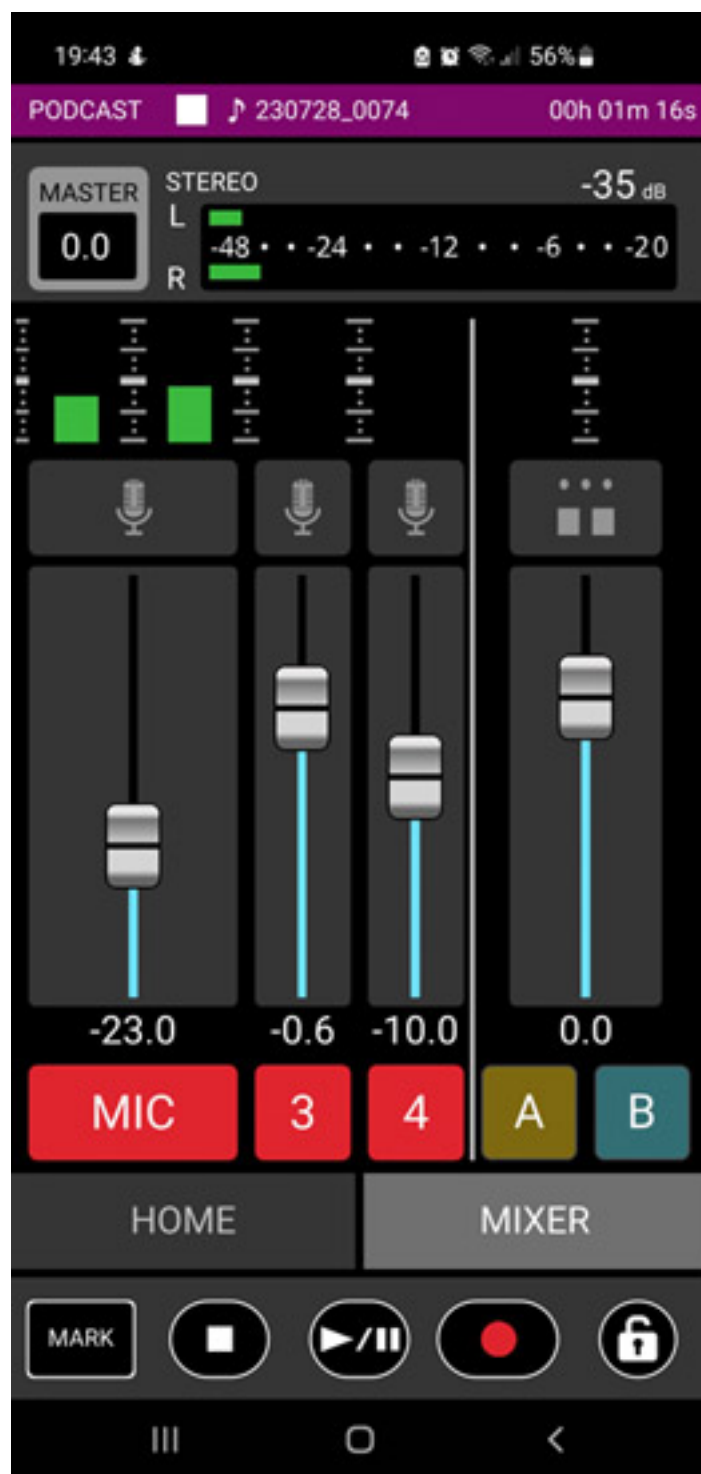 19:43 56%
PODCAST 230728_0074 00h 01m 16s
MASTER STEREO -35 dB
0.0
L
-48 • • -24 • • -12 • • -6 • • -20
R
-23.0 -0.6 -10.0 0.0
MIC 3 4 A B
HOME MIXER
MARK